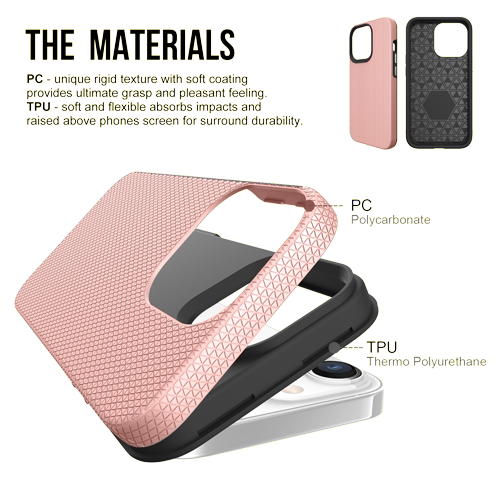 THE MATERIALS
PC - unique rigid texture with soft coating
provides ultimate grasp and pleasant feeling.
TPU - soft and flexible absorbs impacts and
raised above phones screen for surround durability.
PC
Polycarbonate
TPU
Thermo Polyurethane